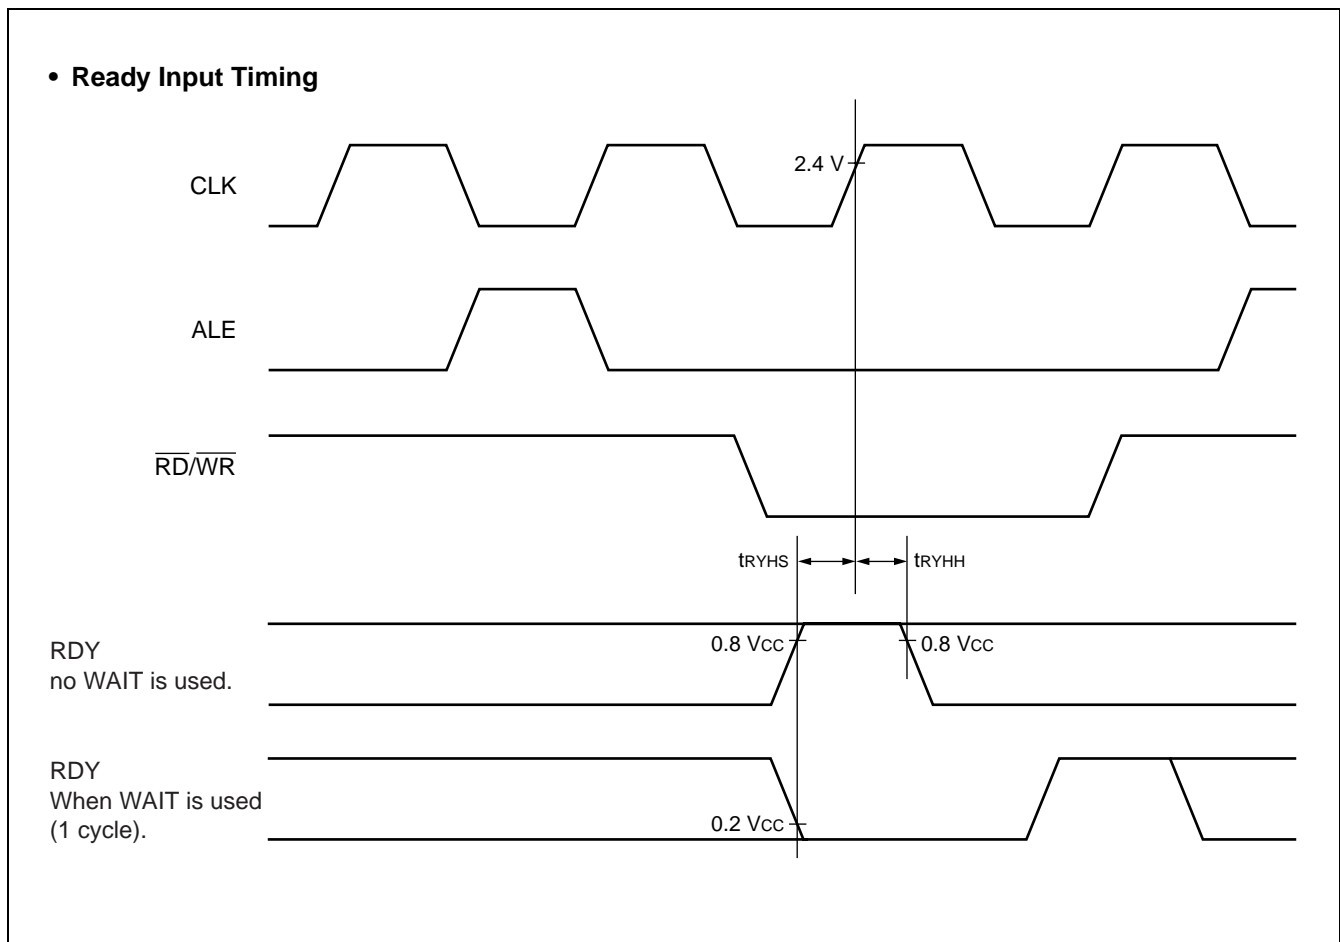 • Ready Input Timing
2.4 V
CLK
ALE
RD/WR
tRYHS
tRYHH
RDY
no WAIT is used.
0.8 VCC
0.8 VCC
RDY
When WAIT is used
(1 cycle).
0.2 VCC